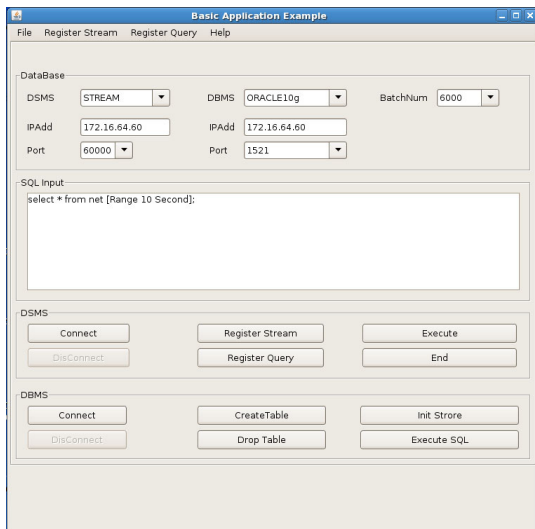 Basic Application Example
File Register Stream Register Query Help
DataBase
DSMS STREAM DBMS ORACLE10g BatchNum 6000
IPAdd 172.16.64.60 IPAdd 172.16.64.60
Port 60000 Port 1521
SQL Input
select * from net [Range 10 Second];
DSMS
Connect Register Stream Execute
DisConnect Register Query End
DBMS
Connect CreateTable Init Strore
DisConnect Drop Table Execute SQL